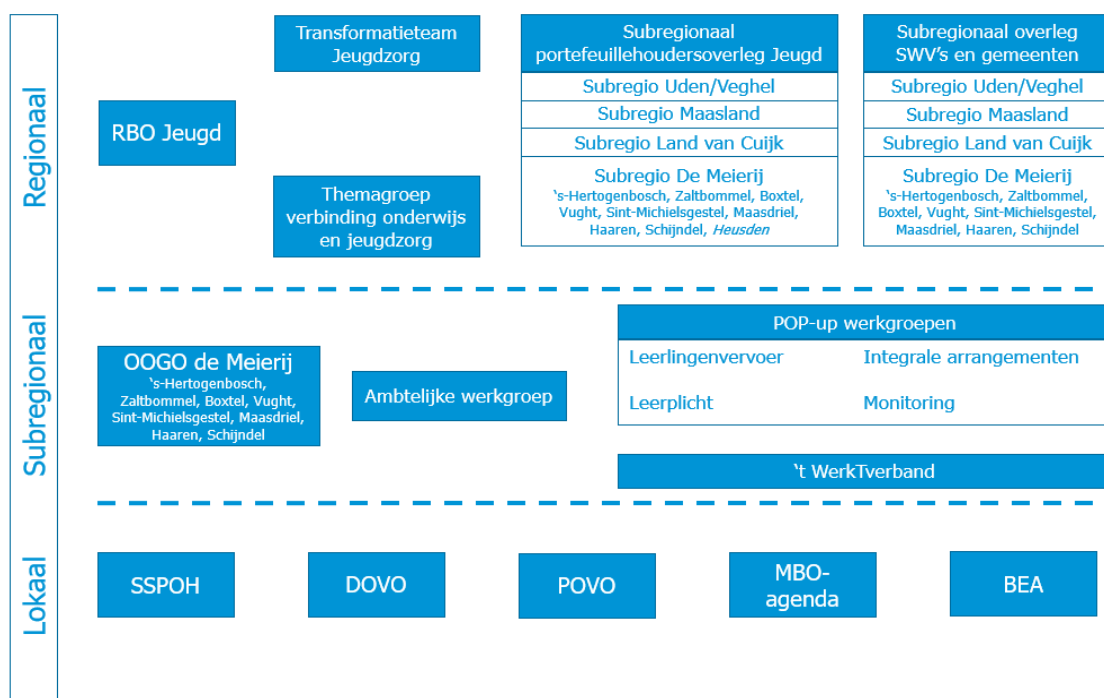 Regionaal
RBO Jeugd
Transformatieteam
Jeugdzorg
Themagroep
verbinding onderwijs
en jeugdzorg
Subregionaal
portefeuillehoudersoverleg Jeugd
Subregio Uden/Veghel
Subregio Maasland
Subregio Land van Cuijk
Subregio De Meierij
‘s-Hertogenbosch, Zaltbommel, Boxtel,
Vught, Sint-Michielsgestel, Maasdriel,
Haaren, Schijndel, Heusden
Subregionaal overleg
SWV’s en gemeenten
Subregio Uden/Veghel
Subregio Maasland
Subregio Land van Cuijk
Subregio De Meierij
‘s-Hertogenbosch, Zaltbommel,
Boxtel, Vught, Sint-Michielsgestel,
Maasdriel, Haaren, Schijndel
Subregionaal
OOGO de Meierij
‘s-Hertogenbosch,
Zaltbommel, Boxtel, Vught,
Sint-Michielsgestel, Maasdriel,
Haaren, Schijndel
Ambtelijke werkgroep
POP-up werkgroepen
Leerlingenvervoer
Integrale arrangementen
Leerplicht
Monitoring
‘t WerkTverband
Lokaal
SSPOH
DOVO
POVO
MBO-
agenda
BEA